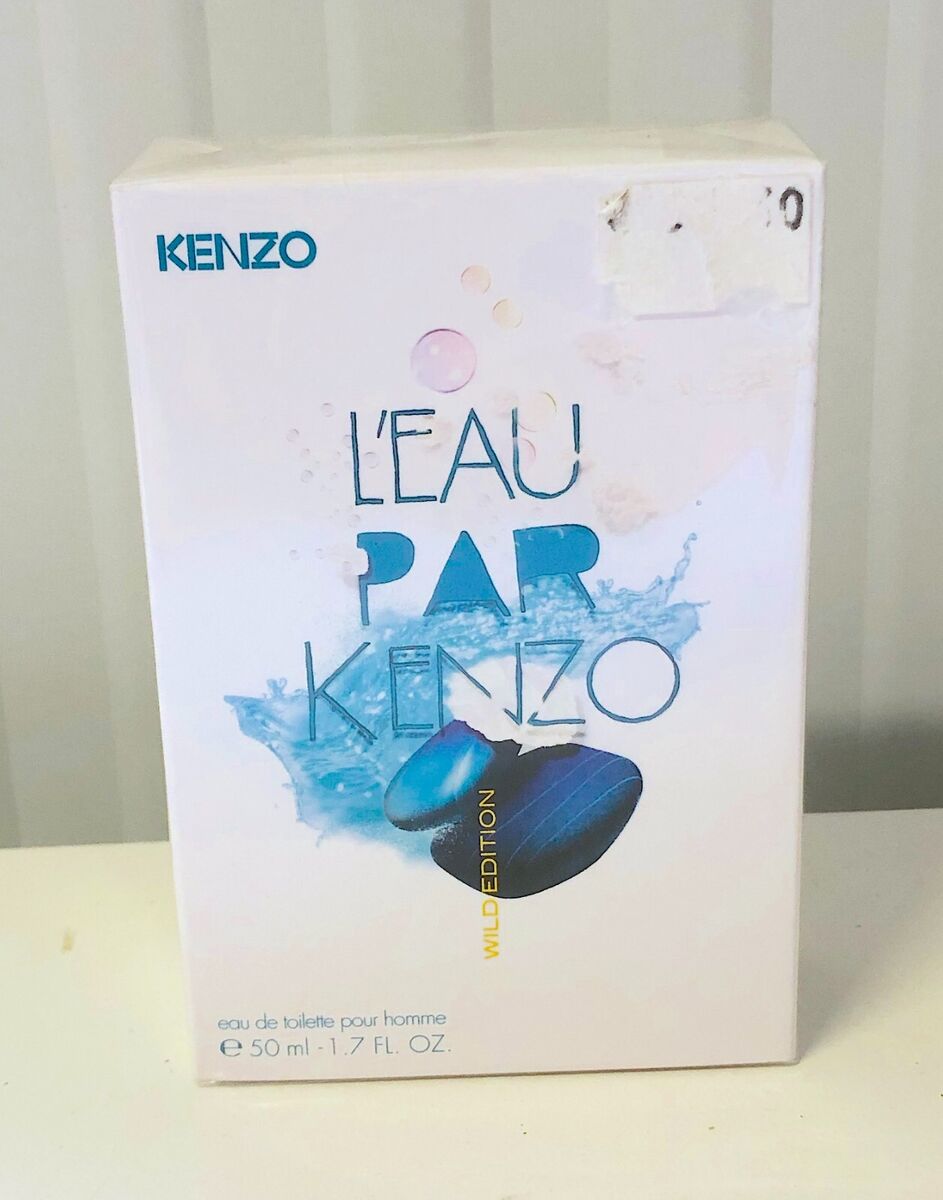 KENZO
L'EAU
PAR
KENZO
WILD EDITION
eau de toilette pour homme
℮ 50 ml - 1.7 FL. OZ.